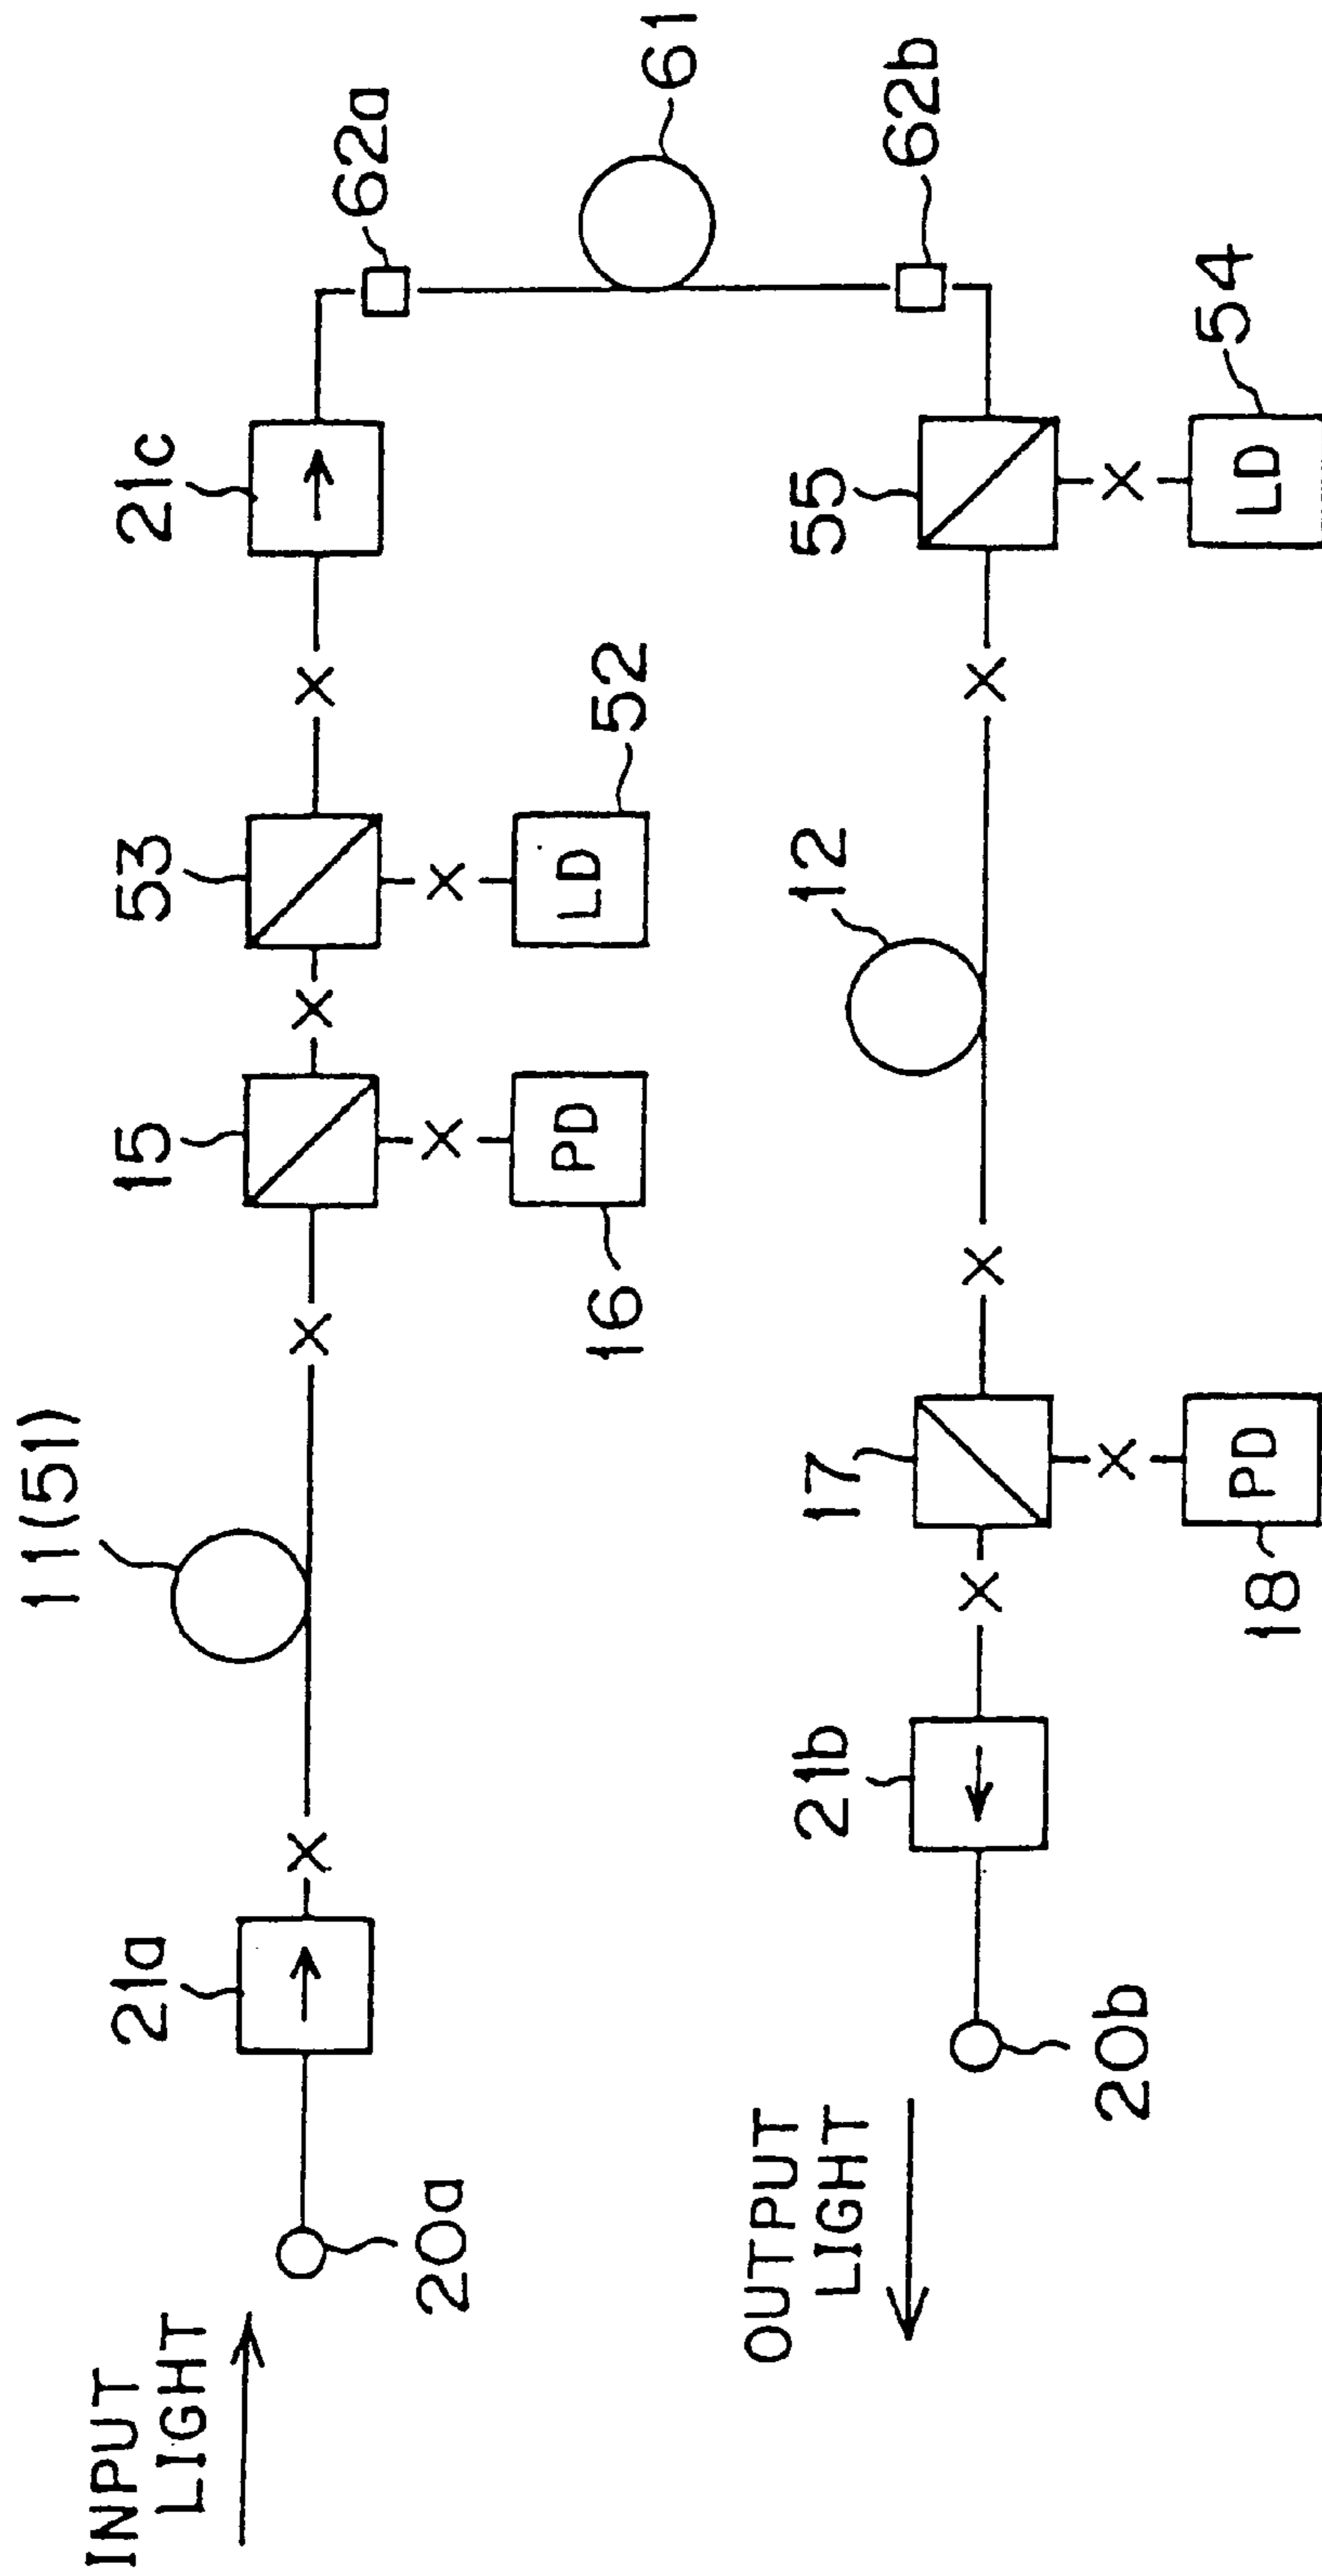 INPUT
LIGHT
20a
21a
11(51)
15
PD
16
53
LD
52
21c
62a
61
62b
55
LD
54
12
17
PD
18
21b
20b
OUTPUT
LIGHT